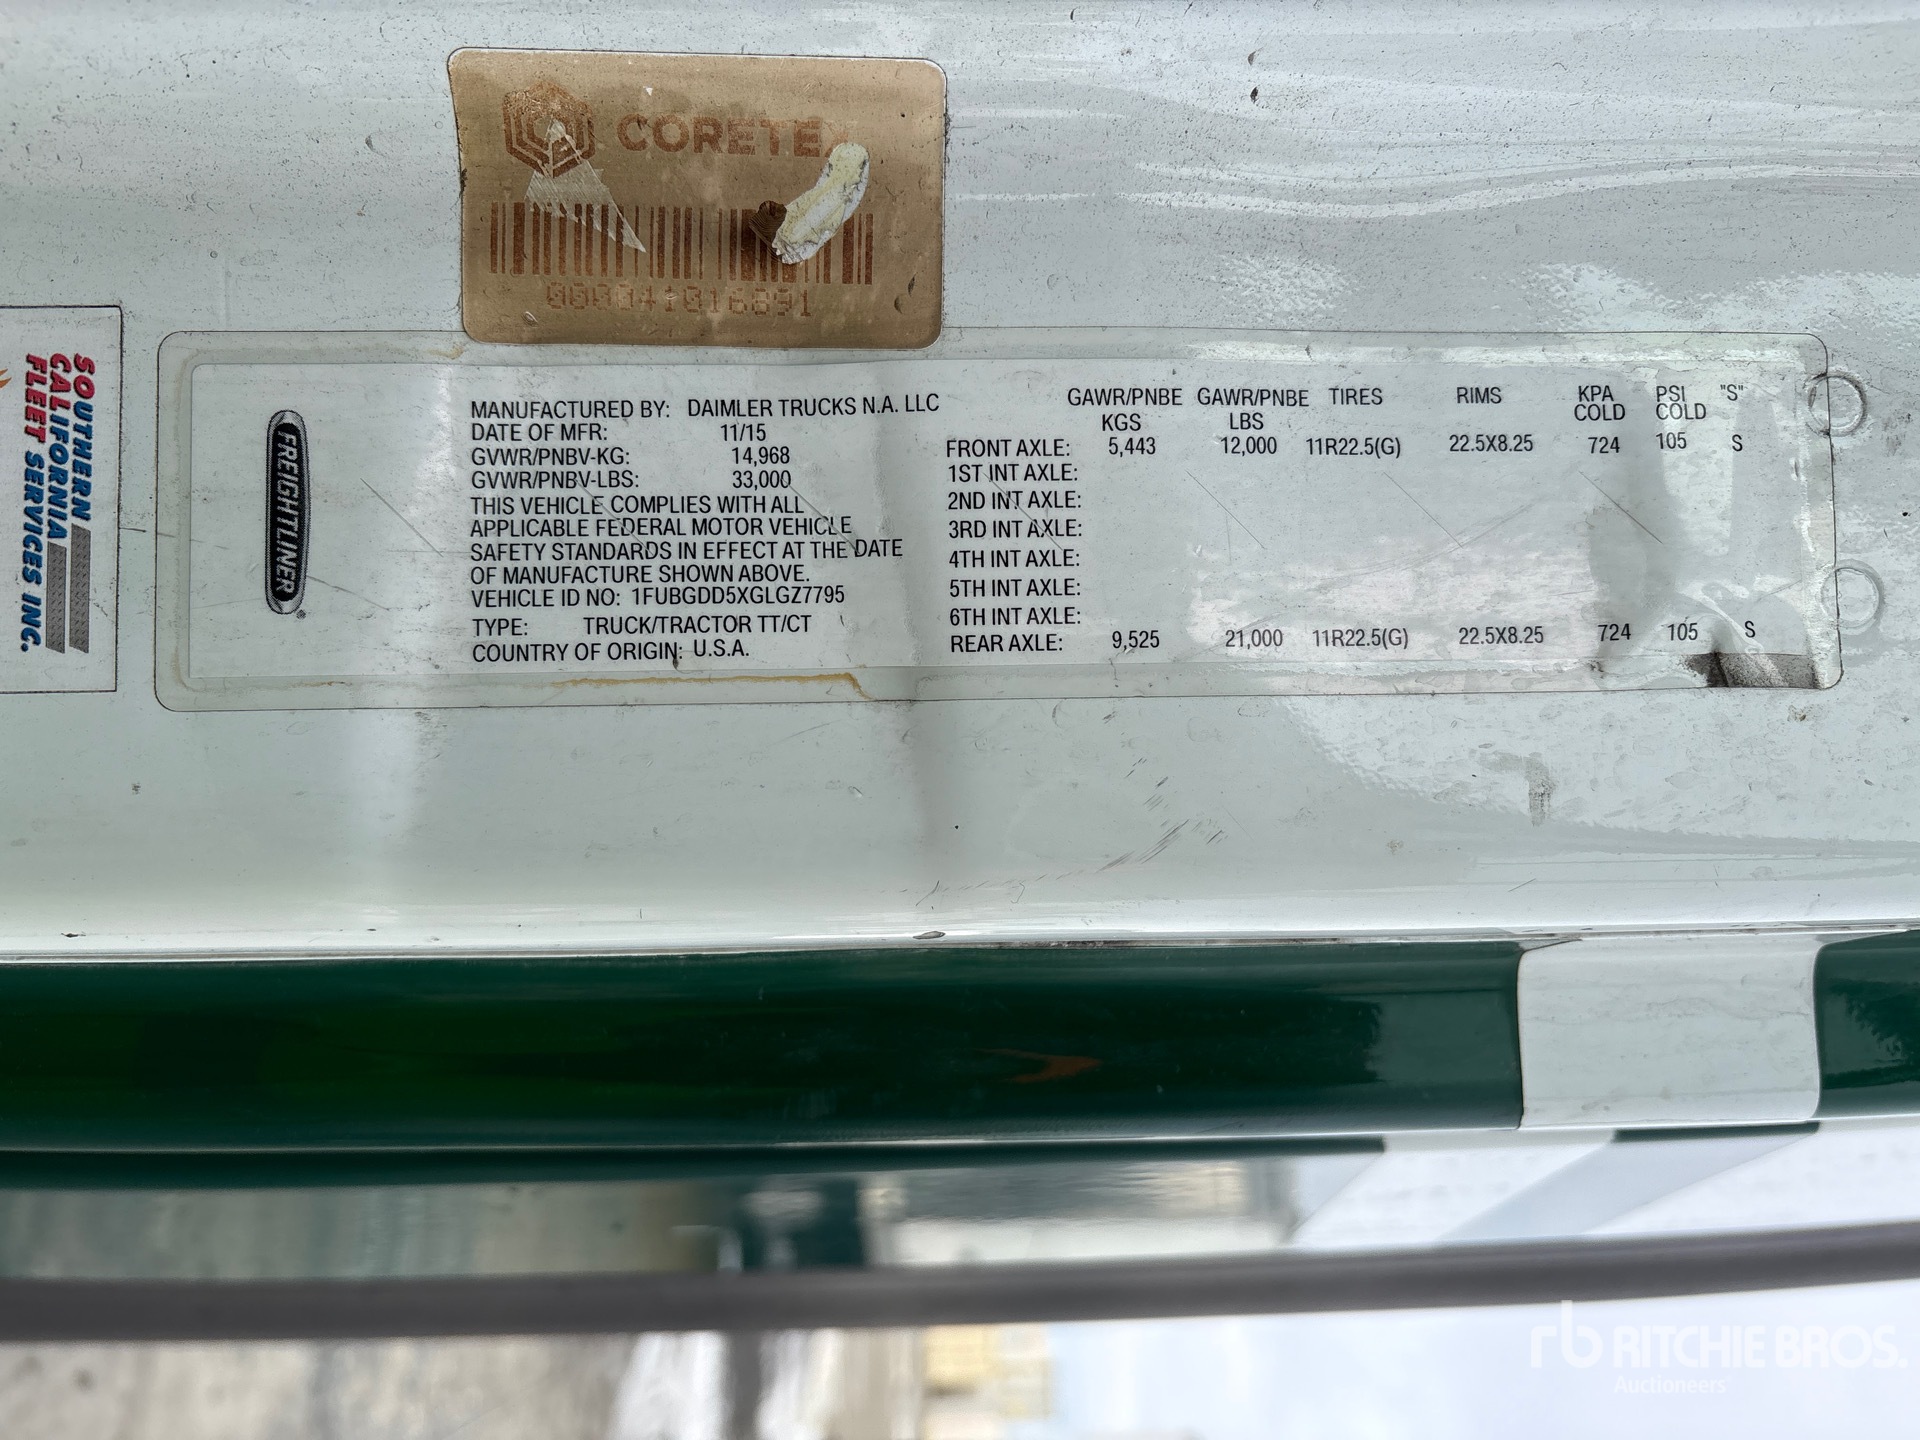 CORETEX
000041016891
SOUTHERN
CALIFORNIA
FLEET SERVICES INC.
FREIGHTLINER
MANUFACTURED BY: DAIMLER TRUCKS N.A. LLC
DATE OF MFR: 11/15
GVWR/PNBV-KG: 14,968
GVWR/PNBV-LBS: 33,000
THIS VEHICLE COMPLIES WITH ALL
APPLICABLE FEDERAL MOTOR VEHICLE
SAFETY STANDARDS IN EFFECT AT THE DATE
OF MANUFACTURE SHOWN ABOVE.
VEHICLE ID NO: 1FUBGDD5XGLGZ7795
TYPE: TRUCK/TRACTOR TT/CT
COUNTRY OF ORIGIN: U.S.A.
GAWR/PNBE GAWR/PNBE TIRES RIMS KPA PSI "S"
KGS LBS COLD COLD
FRONT AXLE: 5,443 12,000 11R22.5(G) 22.5X8.25 724 105 S
1ST INT AXLE:
2ND INT AXLE:
3RD INT AXLE:
4TH INT AXLE:
5TH INT AXLE:
6TH INT AXLE:
REAR AXLE: 9,525 21,000 11R22.5(G) 22.5X8.25 724 105 S
rb RITCHIE BROS.
Auctioneers